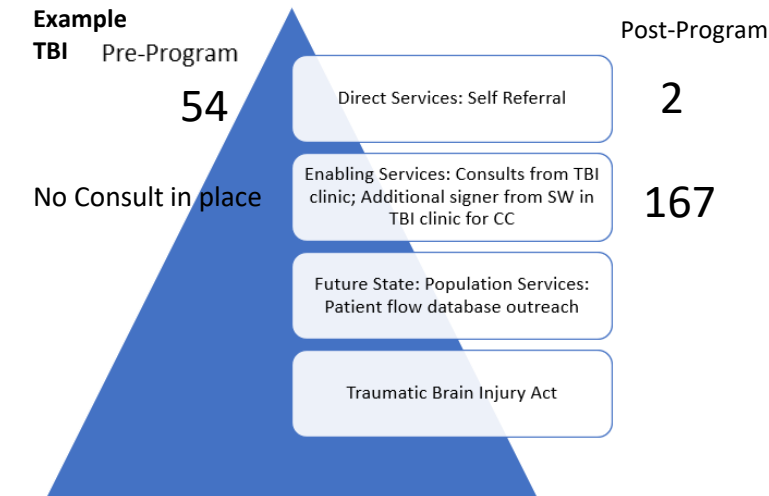 Example
TBI
Pre-Program
Post-Program
54
Direct Services: Self Referral
2
No Consult in place
Enabling Services: Consults from TBI
clinic; Additional signer from SW in
TBI clinic for CC
167
Future State: Population Services:
Patient flow database outreach
Traumatic Brain Injury Act